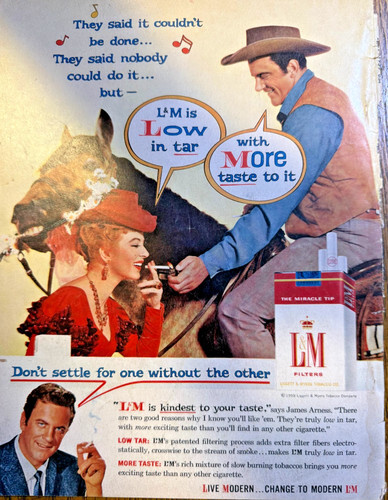 They said it couldn't
be done...
They said nobody
could do it...
but —
L&M is
Low
in tar
with
More
taste to it
THE MIRACLE TIP
L&M
FILTERS
LIGGETT & MYERS TOBACCO CO.
Don't settle for one without the other
"L&M is kindest to your taste," says James Arness. "There
are two good reasons why I know you'll like 'em. They're truly low in tar,
with more exciting taste than you'll find in any other cigarette."
LOW TAR: L&M's patented filtering process adds extra filter fibers electro-
statically, crosswise to the stream of smoke...makes L&M truly low in tar.
MORE TASTE: L&M's rich mixture of slow burning tobaccos brings you more
exciting taste than any other cigarette.
LIVE MODERN...CHANGE TO MODERN L&M